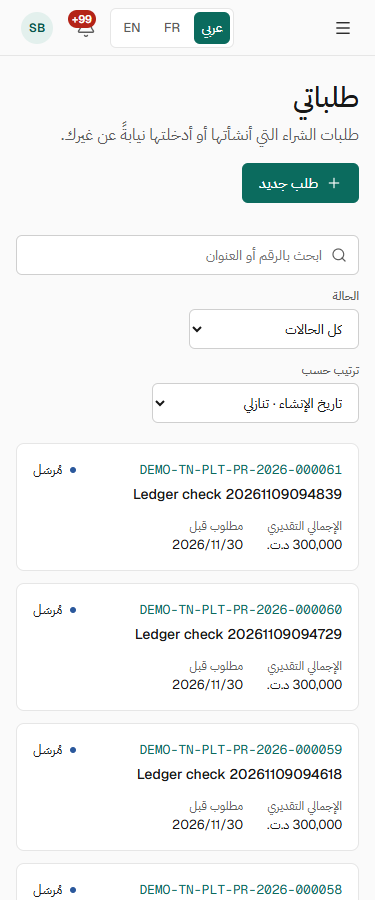 عربي FR EN +99 SB
طلباتي
طلبات الشراء التي أنشأتها أو أدخلتها نيابةً عن غيرك.
+ طلب جديد
ابحث بالرقم أو العنوان
الحالة
كل الحالات
ترتيب حسب
تاريخ الإنشاء · تنازلي
DEMO-TN-PLT-PR-2026-000061 مُرسَل
Ledger check 20261109094839
الإجمالي التقديري مطلوب قبل
300,000 د.ت. 2026/11/30
DEMO-TN-PLT-PR-2026-000060 مُرسَل
Ledger check 20261109094729
الإجمالي التقديري مطلوب قبل
300,000 د.ت. 2026/11/30
DEMO-TN-PLT-PR-2026-000059 مُرسَل
Ledger check 20261109094618
الإجمالي التقديري مطلوب قبل
300,000 د.ت. 2026/11/30
DEMO-TN-PLT-PR-2026-000058 مُرسَل